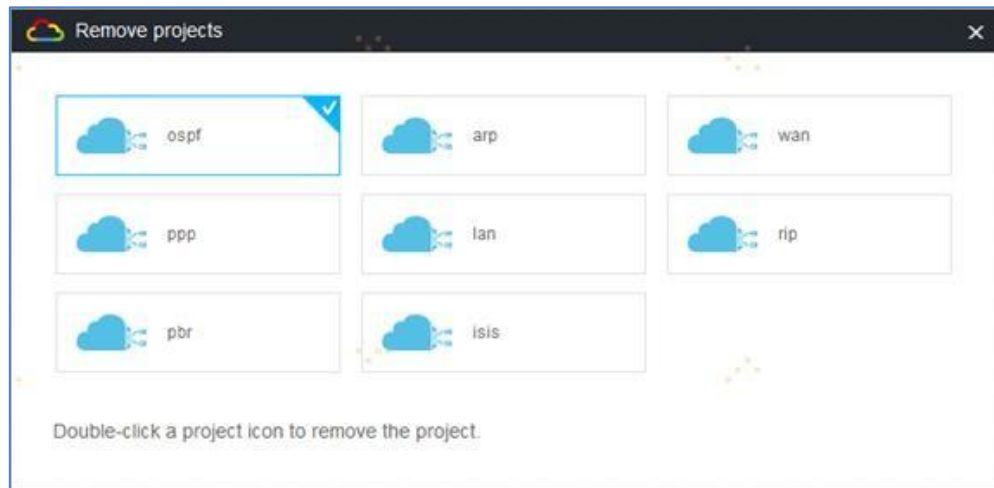 Remove projects
ospf arp wan
ppp lan rip
pbr isis
Double-click a project icon to remove the project.